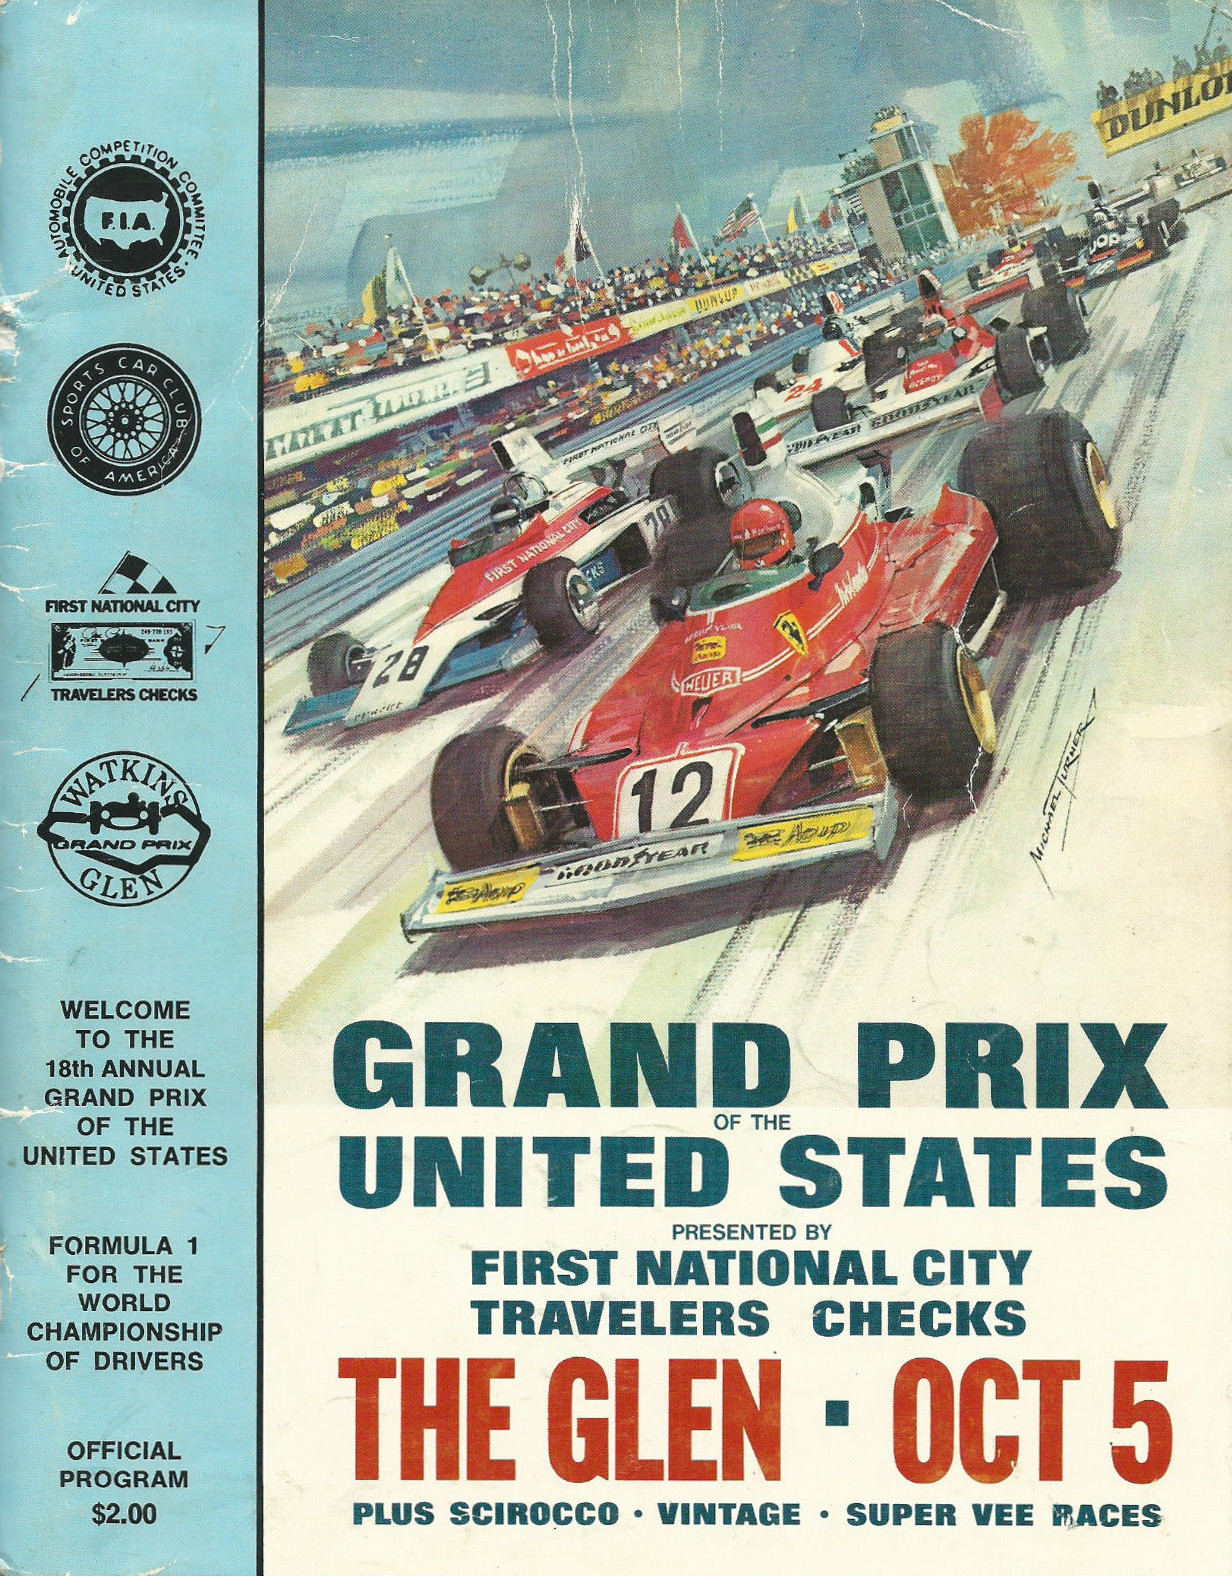 AUTOMOBILE COMPETITION COMMITTEE
UNITED STATES
F.I.A.
SPORTS CAR CLUB
OF AMERICA
FIRST NATIONAL CITY
TRAVELERS CHECKS
WATKINS
GRAND PRIX
GLEN
WELCOME
TO THE
18th ANNUAL
GRAND PRIX
OF THE
UNITED STATES
FORMULA 1
FOR THE
WORLD
CHAMPIONSHIP
OF DRIVERS
OFFICIAL
PROGRAM
$2.00
DUNLOP
JOP
DUNLOP
24
GOODYEAR
FIRST NATIONAL CITY
28
FIRST NATIONAL CITY
28
HEUER
12
GOODYEAR
MICHAEL TURNER
GRAND PRIX
OF THE
UNITED STATES
PRESENTED BY
FIRST NATIONAL CITY
TRAVELERS CHECKS
THE GLEN · OCT 5
PLUS SCIROCCO · VINTAGE · SUPER VEE RACES